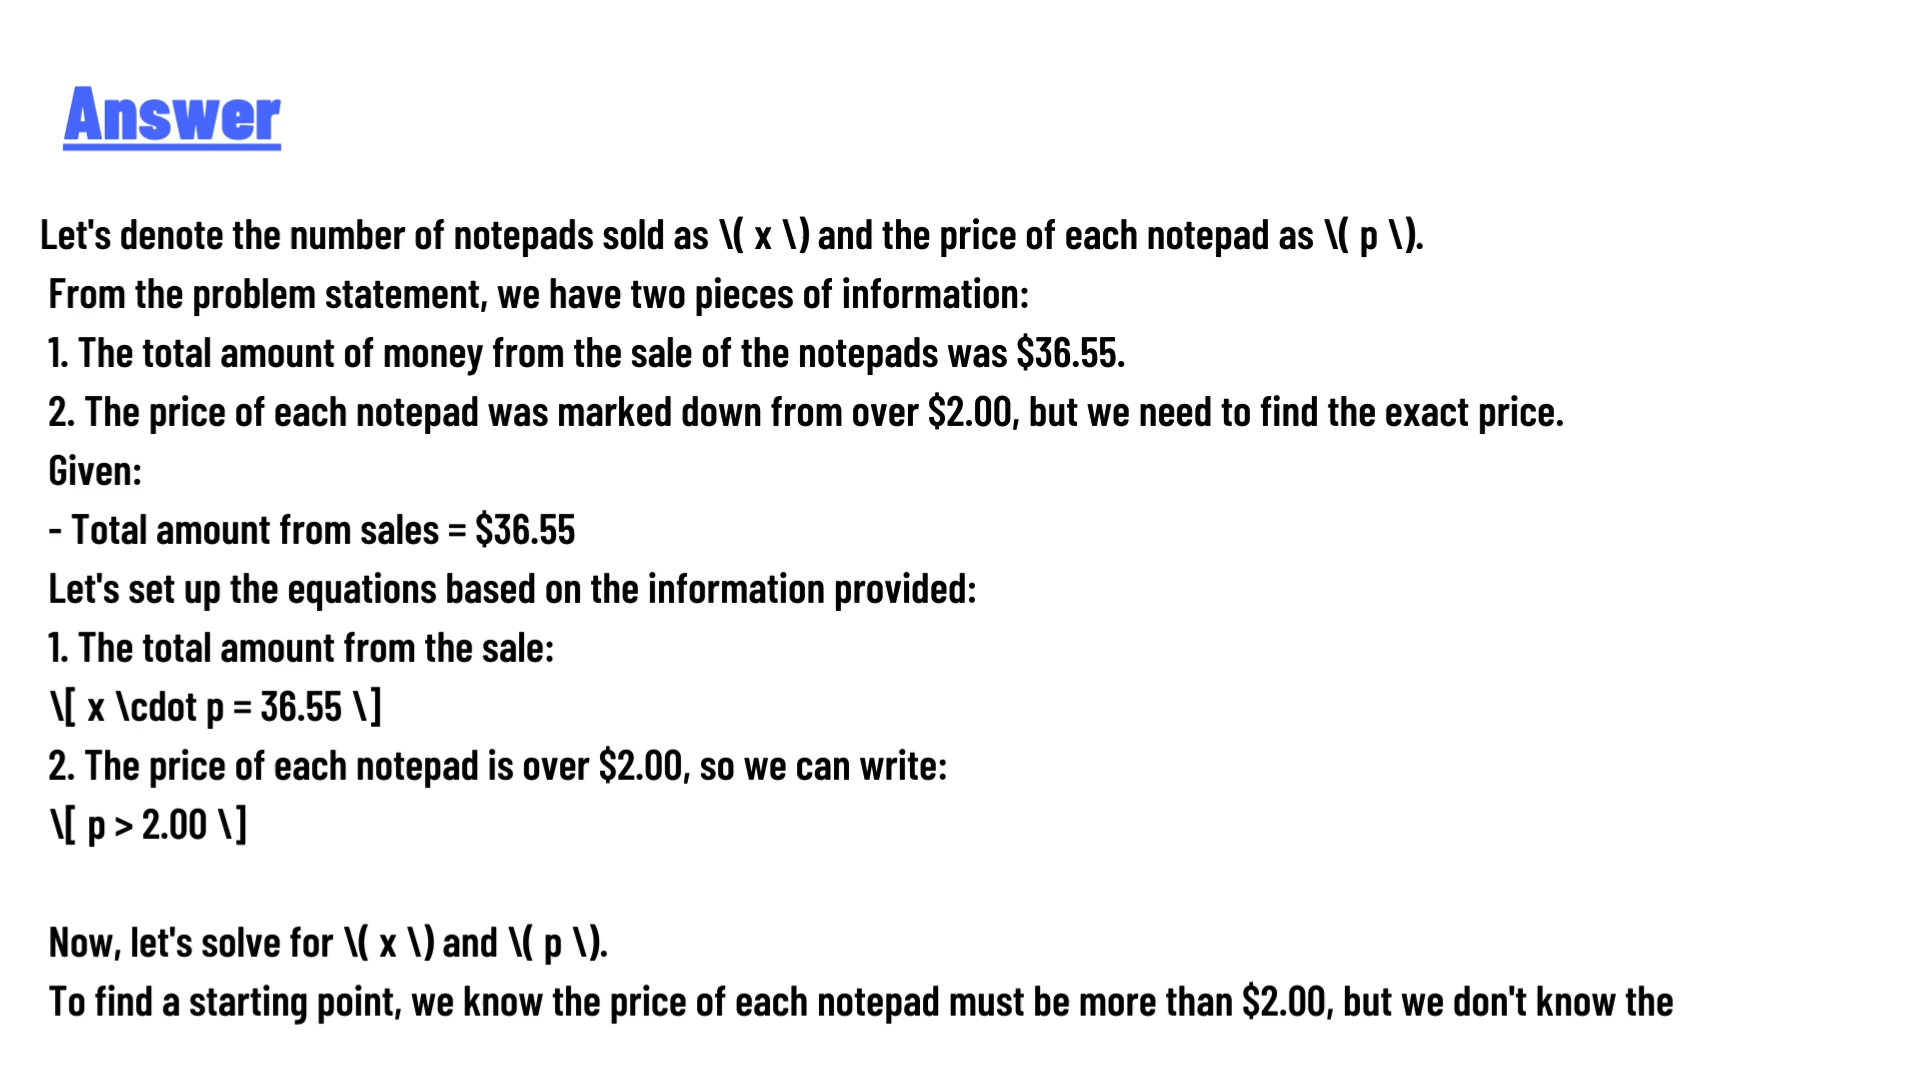 Answer
Let's denote the number of notepads sold as \( x \) and the price of each notepad as \( p \).
From the problem statement, we have two pieces of information:
1. The total amount of money from the sale of the notepads was $36.55.
2. The price of each notepad was marked down from over $2.00, but we need to find the exact price.
Given:
- Total amount from sales = $36.55
Let's set up the equations based on the information provided:
1. The total amount from the sale:
\[ x \cdot p = 36.55 \]
2. The price of each notepad is over $2.00, so we can write:
\[ p > 2.00 \]
Now, let's solve for \( x \) and \( p \).
To find a starting point, we know the price of each notepad must be more than $2.00, but we don't know the